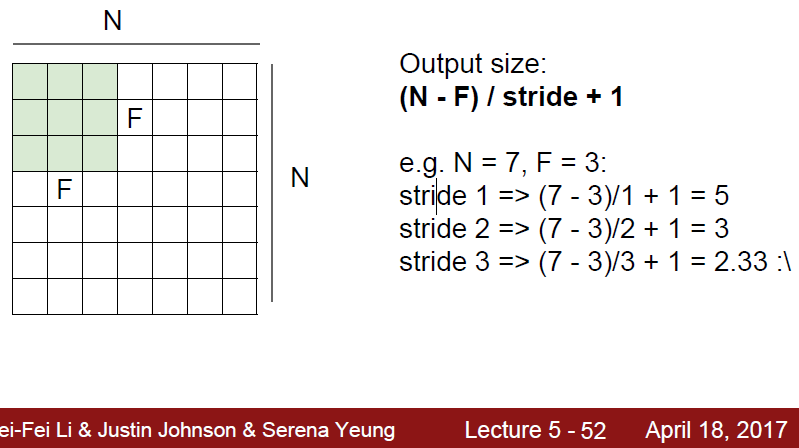 N
F
F
N
Output size:
(N - F) / stride + 1
e.g. N = 7, F = 3:
stride 1 => (7 - 3)/1 + 1 = 5
stride 2 => (7 - 3)/2 + 1 = 3
stride 3 => (7 - 3)/3 + 1 = 2.33 :\
ei-Fei Li & Justin Johnson & Serena Yeung
Lecture 5 - 52
April 18, 2017